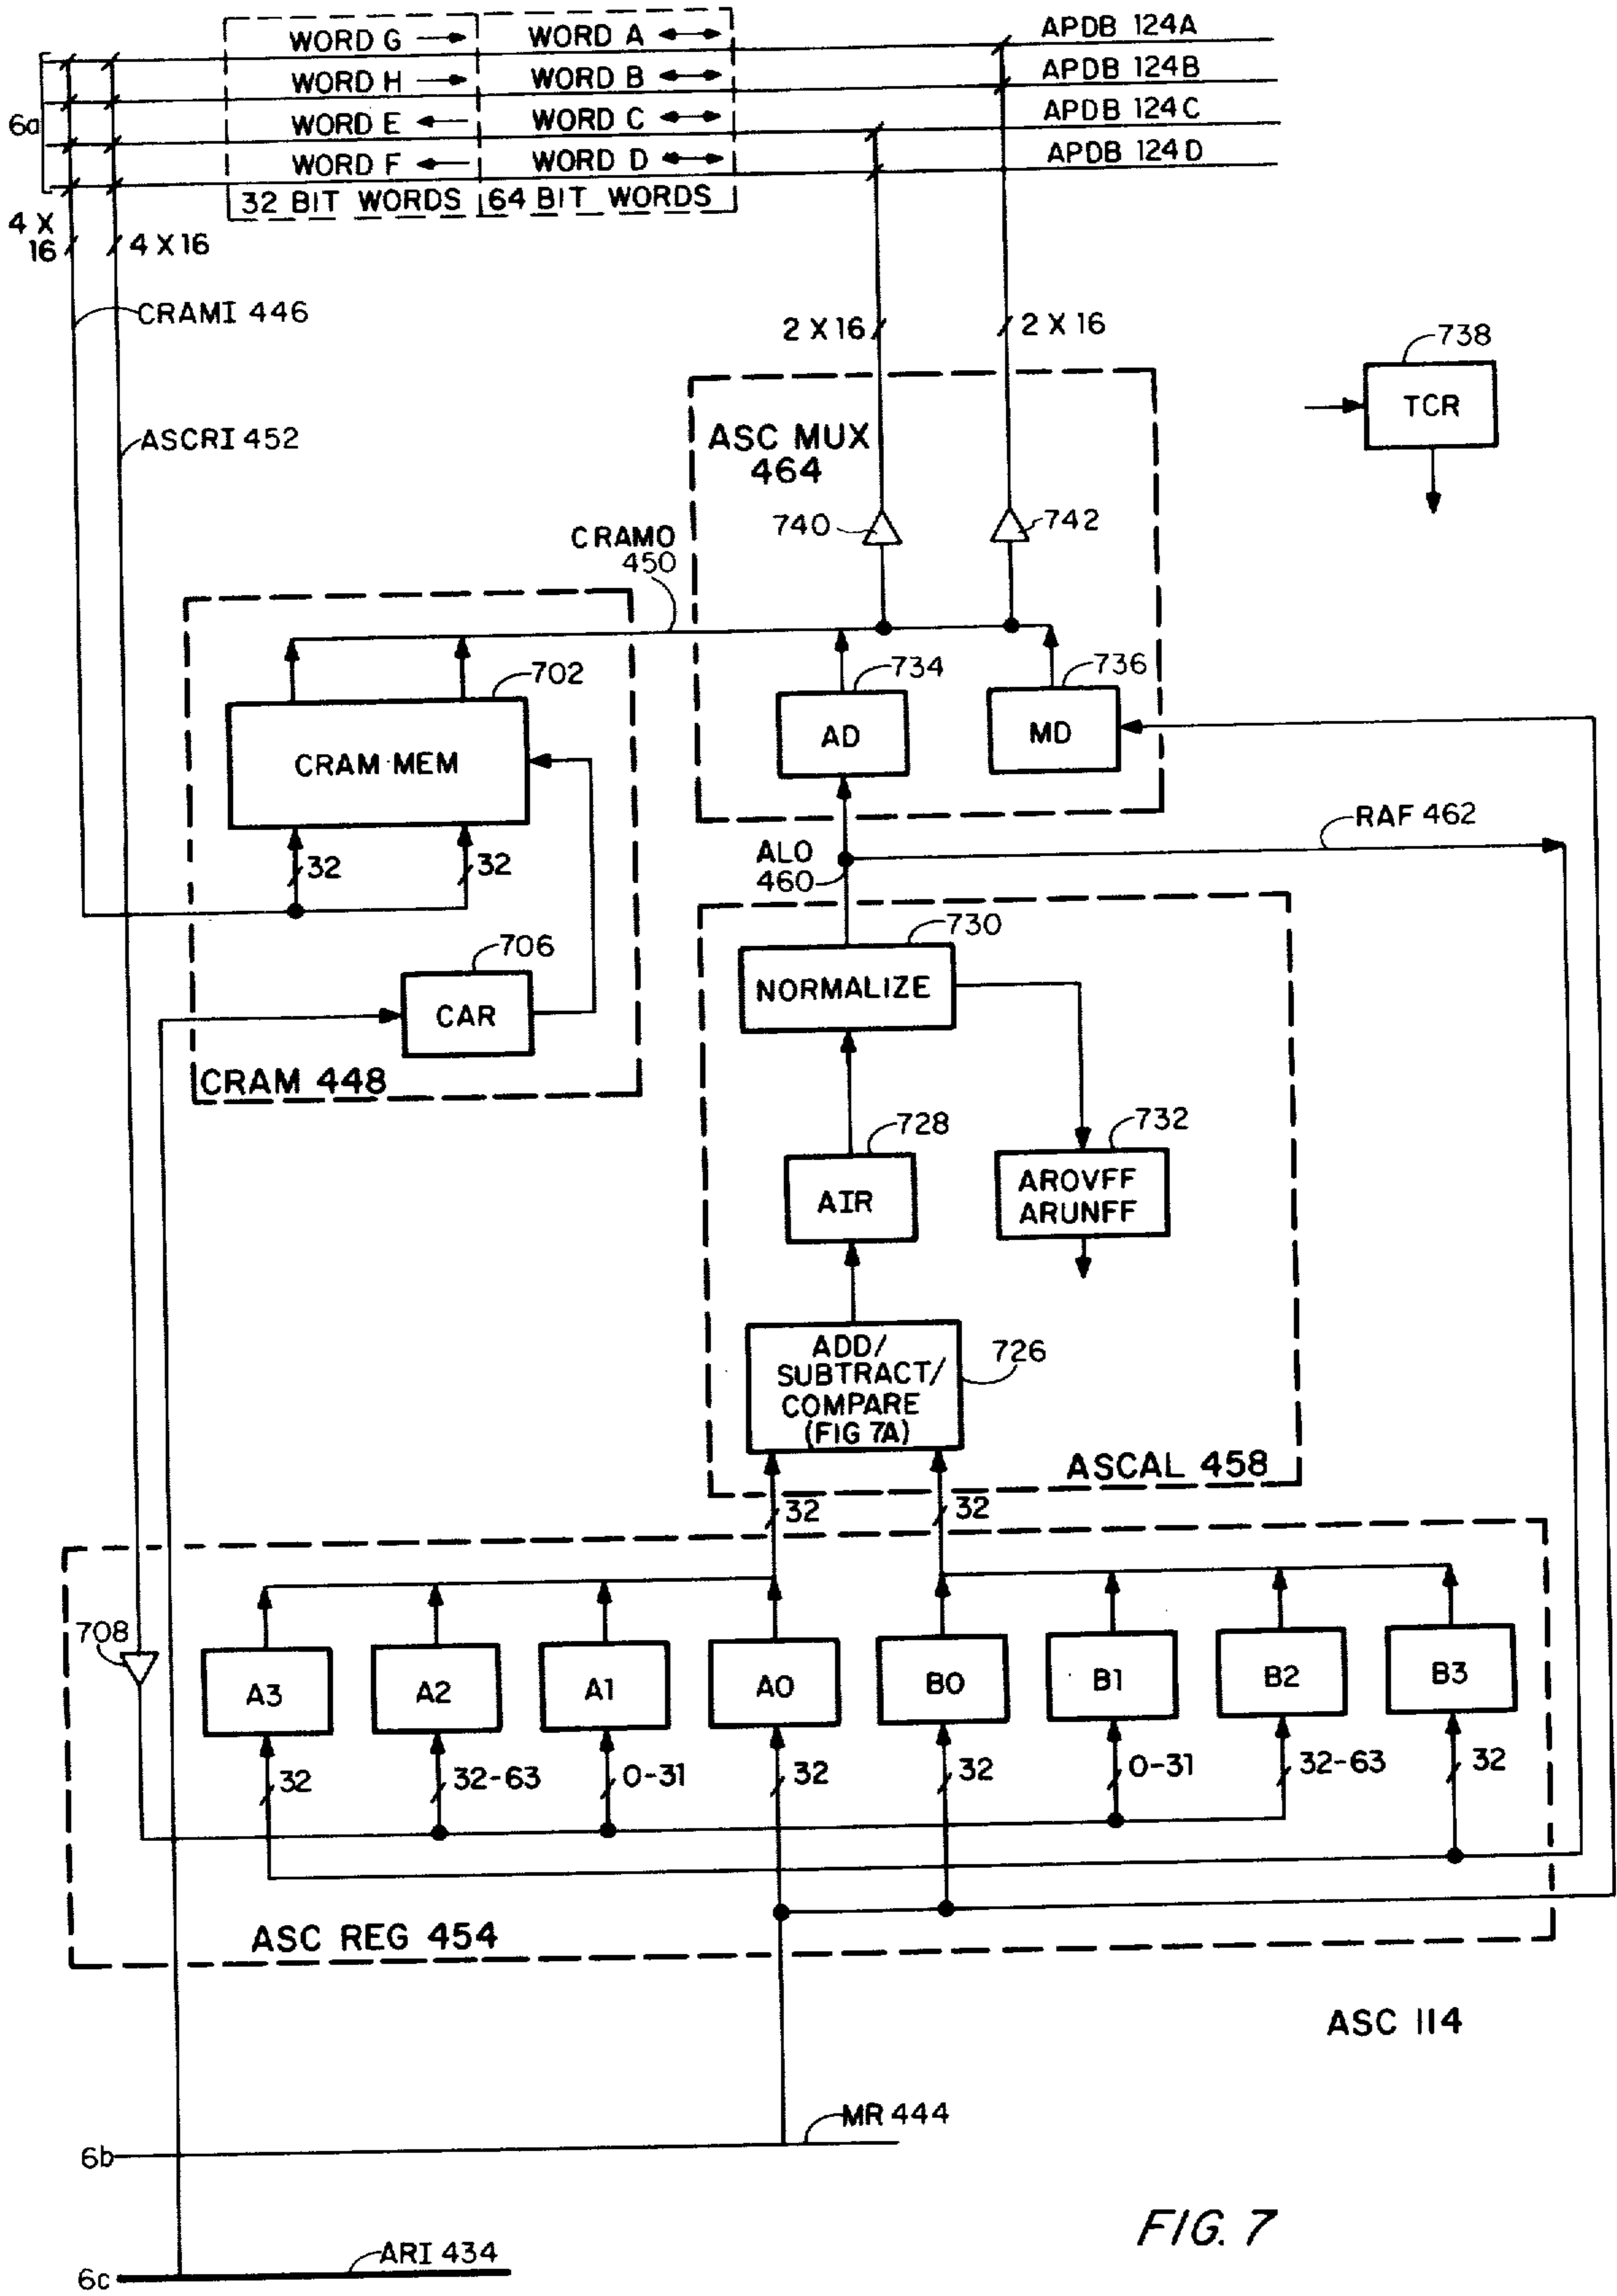 WORD G WORD A APDB 124A
WORD H WORD B APDB 124B
6a WORD E WORD C APDB 124C
WORD F WORD D APDB 124D
32 BIT WORDS 64 BIT WORDS
4 X
16 4 X 16
CRAMI 446
2 X 16 2 X 16
738
TCR
ASCRI 452
ASC MUX
464
740 742
CRAMO
450
702
734 736
CRAM MEM
AD MD
RAF 462
32 32
ALO
460
706
730
CAR
NORMALIZE
CRAM 448
728 732
AIR
AROVFF
ARUNFF
ADD/
SUBTRACT/
COMPARE
(FIG 7A)
726
ASCAL 458
32 32
708
A3 A2 A1 A0 B0 B1 B2 B3
32 32-63 0-31 32 32 0-31 32-63 32
ASC REG 454
ASC 114
MR 444
6b
FIG. 7
ARI 434
6c